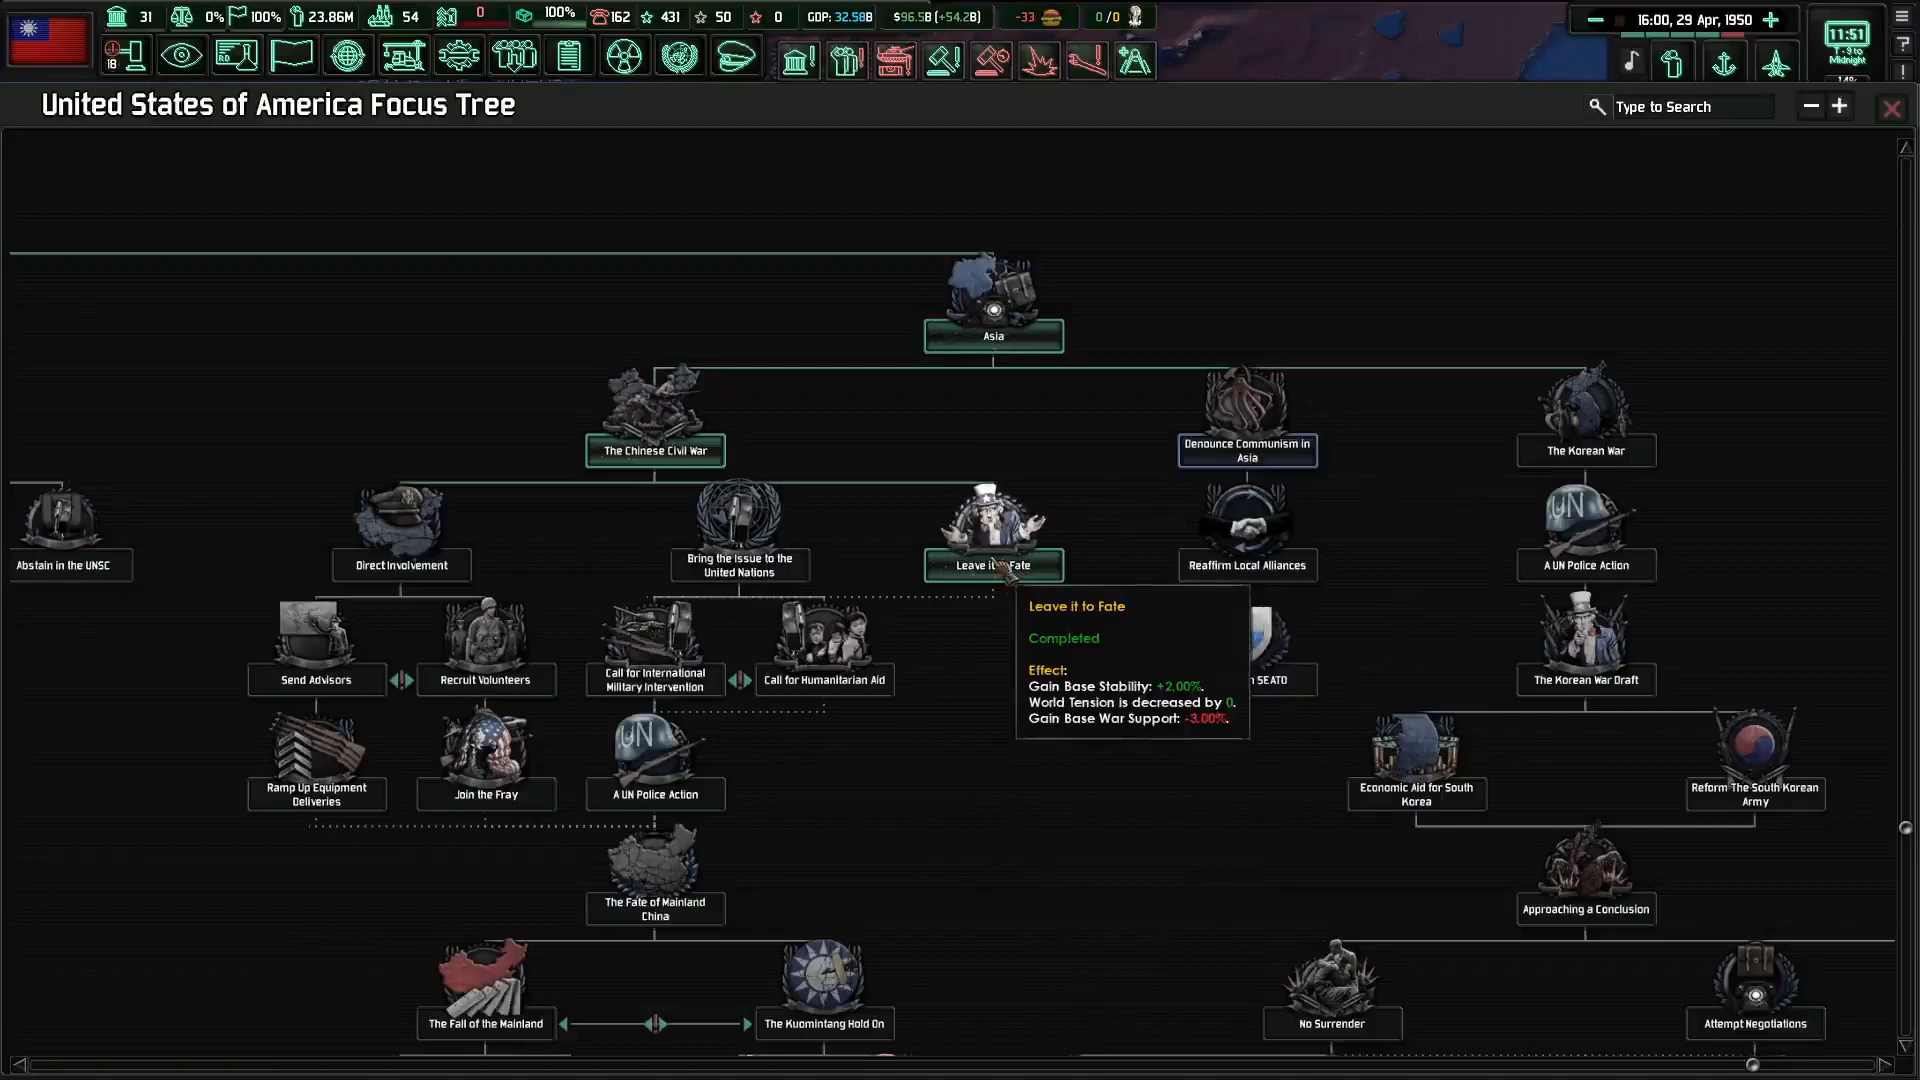 31
0%
100%
23.86M
54
0
100%
162
431
50
0
GDP: 32.58B
$96.5B (+54.2B)
-33
0/0
16:00, 29 Apr, 1950
11:51
T-9 to
Midnight
18
United States of America Focus Tree
Type to Search
Asia
The Chinese Civil War
Denounce Communism in
Asia
The Korean War
Abstain in the UNSC
Direct Involvement
Bring the Issue to the
United Nations
Leave it Fate
Reaffirm Local Alliances
UN
A UN Police Action
Leave it to Fate
Completed
Effect:
Gain Base Stability: +2.00%.
World Tension is decreased by 0.
Gain Base War Support: -3.00%.
Send Advisors
Recruit Volunteers
Call for International
Military Intervention
Call for Humanitarian Aid
SEATO
The Korean War Draft
Ramp Up Equipment
Deliveries
Join the Fray
UN
A UN Police Action
Economic Aid for South
Korea
Reform The South Korean
Army
The Fate of Mainland
China
Approaching a Conclusion
The Fall of the Mainland
The Kuomintang Hold On
No Surrender
Attempt Negotiations